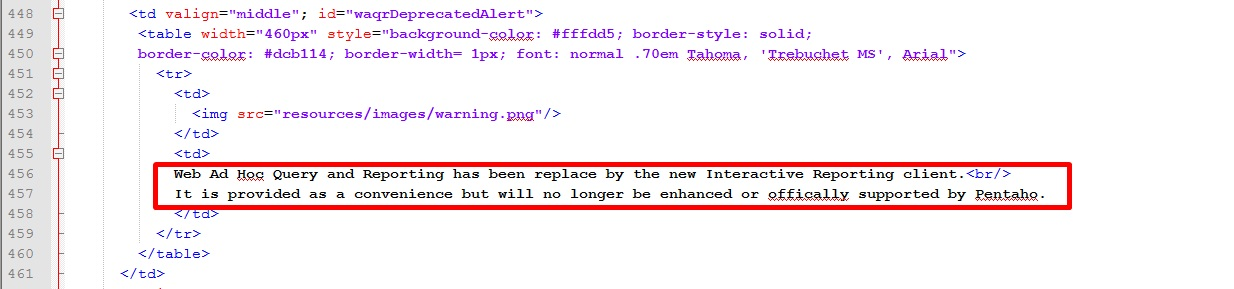 448 <td valign="middle"; id="waqrDeprecatedAlert">
449 <table width="460px" style="background-color: #fffdd5; border-style: solid;
450 border-color: #dcb114; border-width= 1px; font: normal .70em Tahoma, 'Trebuchet MS', Arial">
451 <tr>
452 <td>
453 <img src="resources/images/warning.png"/>
454 </td>
455 <td>
456 Web Ad Hoc Query and Reporting has been replace by the new Interactive Reporting client.<br/>
457 It is provided as a convenience but will no longer be enhanced or offically supported by Pentaho.
458 </td>
459 </tr>
460 </table>
461 </td>